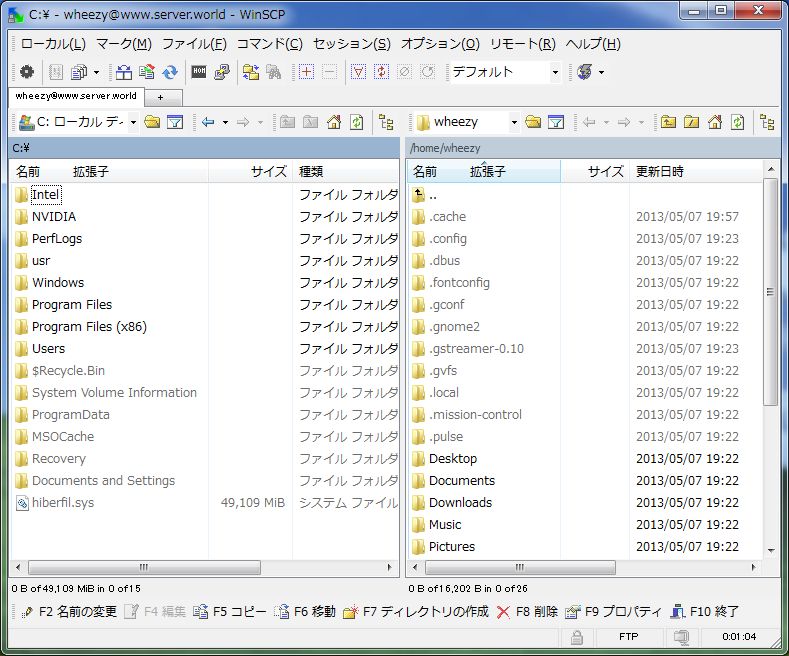 C:¥ - wheezy@www.server.world - WinSCP
ローカル(L) マーク(M) ファイル(F) コマンド(C) セッション(S) オプション(O) リモート(R) ヘルプ(H)
デフォルト
wheezy@www.server.world
C: ローカル ディ
wheezy
C:¥
/home/wheezy
名前 拡張子 サイズ 種類
名前 拡張子 サイズ 更新日時
Intel ファイル フォルダ
NVIDIA ファイル フォルダ
PerfLogs ファイル フォルダ
usr ファイル フォルダ
Windows ファイル フォルダ
Program Files ファイル フォルダ
Program Files (x86) ファイル フォルダ
Users ファイル フォルダ
$Recycle.Bin ファイル フォルダ
System Volume Information ファイル フォルダ
ProgramData ファイル フォルダ
MSOCache ファイル フォルダ
Recovery ファイル フォルダ
Documents and Settings ファイル フォルダ
hiberfil.sys 49,109 MiB システム ファイル
..
.cache 2013/05/07 19:57
.config 2013/05/07 19:23
.dbus 2013/05/07 19:22
.fontconfig 2013/05/07 19:22
.gconf 2013/05/07 19:22
.gnome2 2013/05/07 19:22
.gstreamer-0.10 2013/05/07 19:23
.gvfs 2013/05/07 19:22
.local 2013/05/07 19:22
.mission-control 2013/05/07 19:22
.pulse 2013/05/07 19:22
Desktop 2013/05/07 19:22
Documents 2013/05/07 19:22
Downloads 2013/05/07 19:22
Music 2013/05/07 19:22
Pictures 2013/05/07 19:22
0 B of 49,109 MiB in 0 of 15
0 B of 16,202 B in 0 of 26
F2 名前の変更 F4 編集 F5 コピー F6 移動 F7 ディレクトリの作成 F8 削除 F9 プロパティ F10 終了
FTP 0:01:04